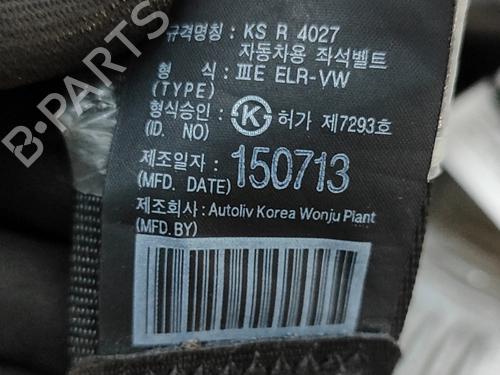 규격명칭 : KS R 4027
자동차용 좌석벨트
형 식 : ⅢE ELR-VW
(TYPE)
형식승인 : K 허가 제7293호
(ID. NO)
제조일자 : 150713
(MFD. DATE)
제조회사 : Autoliv Korea Wonju Plant
(MFD.BY)
B-PARTS